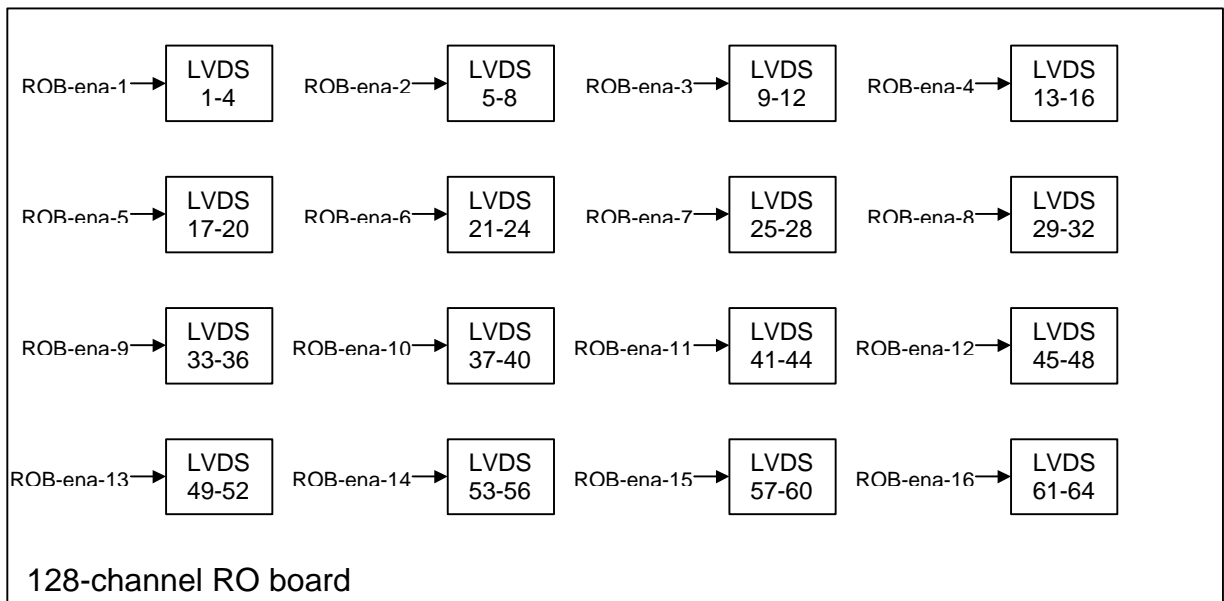 ROB-ena-1 LVDS 1-4 ROB-ena-2 LVDS 5-8 ROB-ena-3 LVDS 9-12 ROB-ena-4 LVDS 13-16
ROB-ena-5 LVDS 17-20 ROB-ena-6 LVDS 21-24 ROB-ena-7 LVDS 25-28 ROB-ena-8 LVDS 29-32
ROB-ena-9 LVDS 33-36 ROB-ena-10 LVDS 37-40 ROB-ena-11 LVDS 41-44 ROB-ena-12 LVDS 45-48
ROB-ena-13 LVDS 49-52 ROB-ena-14 LVDS 53-56 ROB-ena-15 LVDS 57-60 ROB-ena-16 LVDS 61-64
128-channel RO board